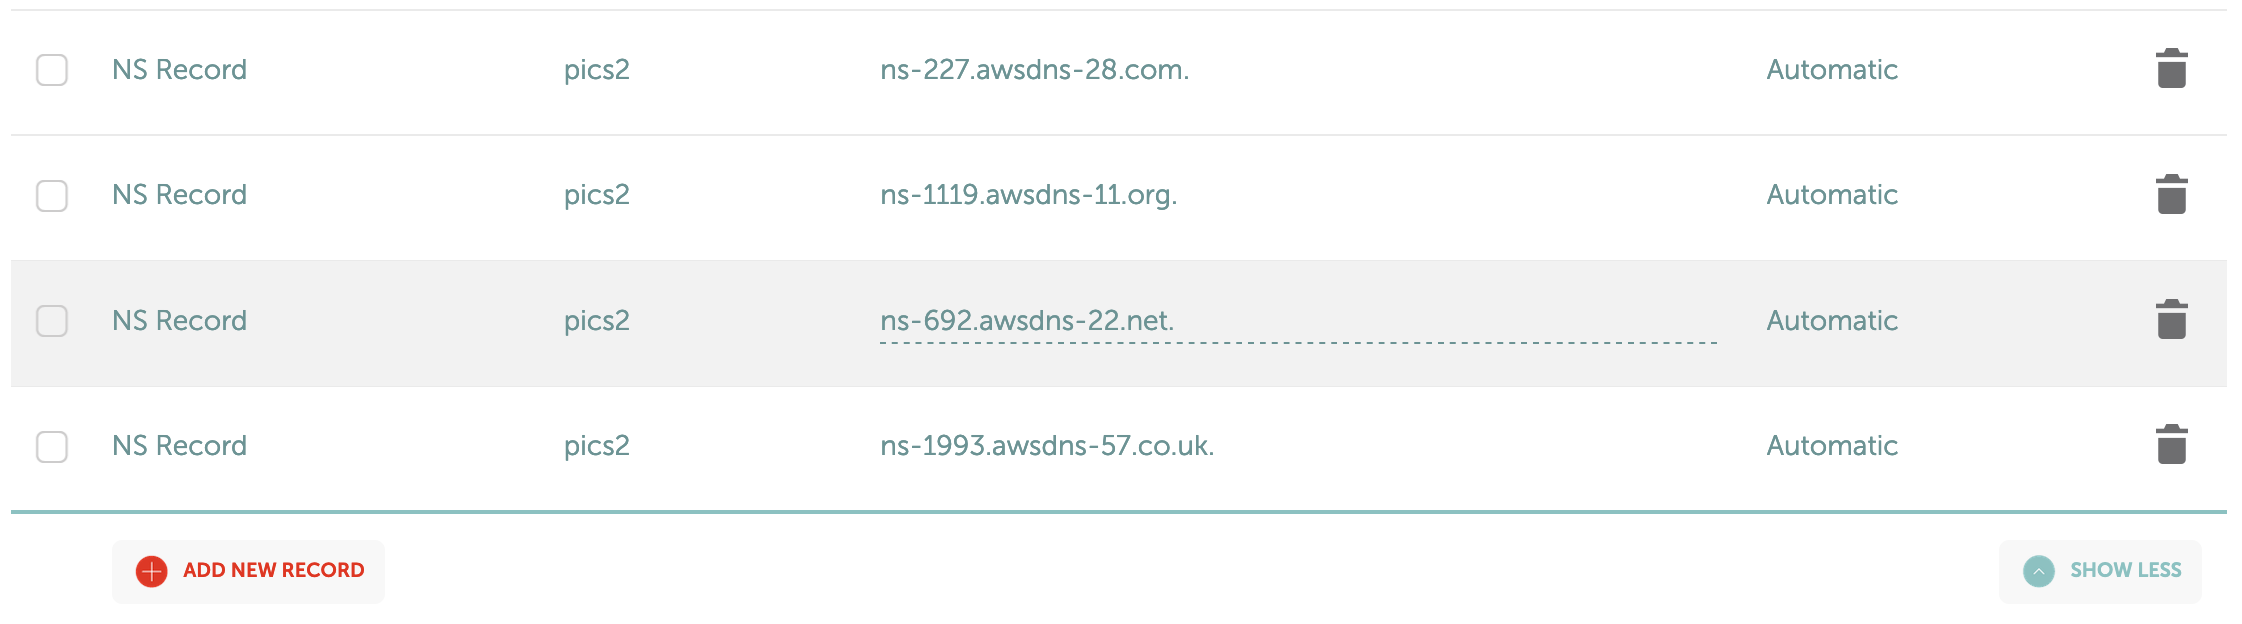 NS Record pics2 ns-227.awsdns-28.com. Automatic
NS Record pics2 ns-1119.awsdns-11.org. Automatic
NS Record pics2 ns-692.awsdns-22.net. Automatic
NS Record pics2 ns-1993.awsdns-57.co.uk. Automatic
ADD NEW RECORD SHOW LESS